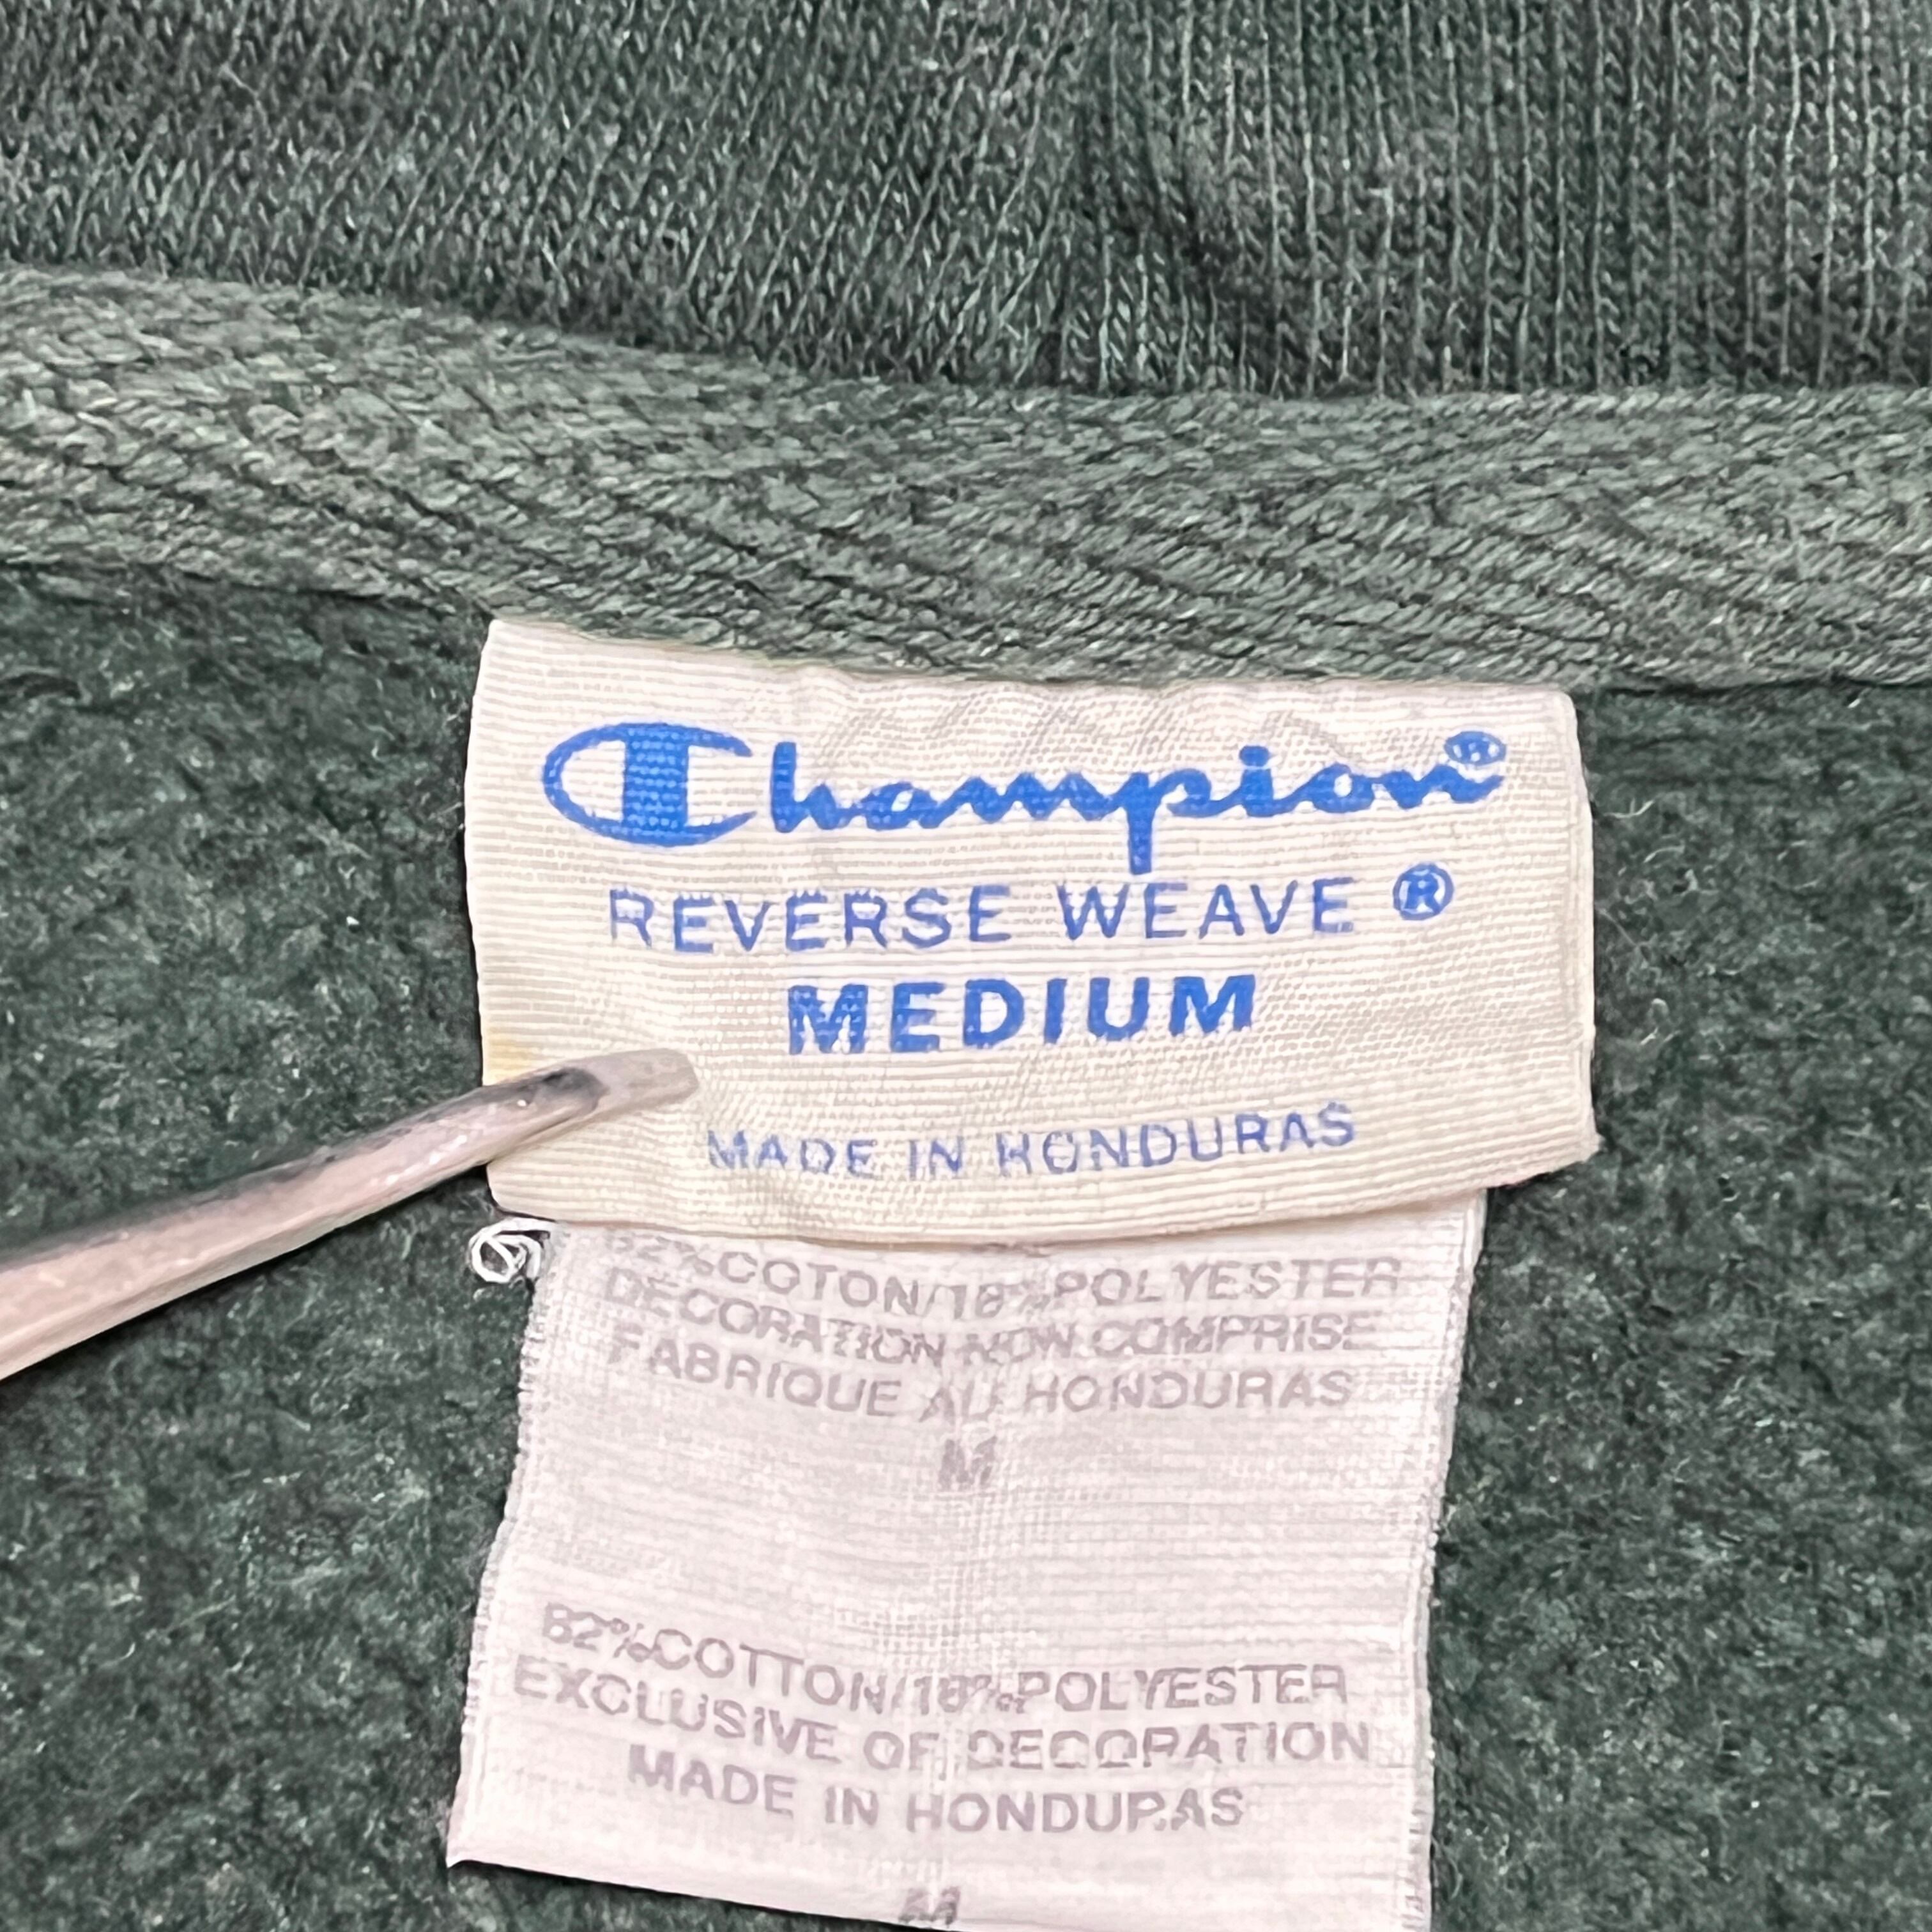 Champion®
REVERSE WEAVE ®
MEDIUM
MADE IN HONDURAS
82%COTON/18%POLYESTER
DECORATION NON COMPRISE
FABRIQUE AU HONDURAS
M
82%COTTON/18%POLYESTER
EXCLUSIVE OF DECORATION
MADE IN HONDURAS
M